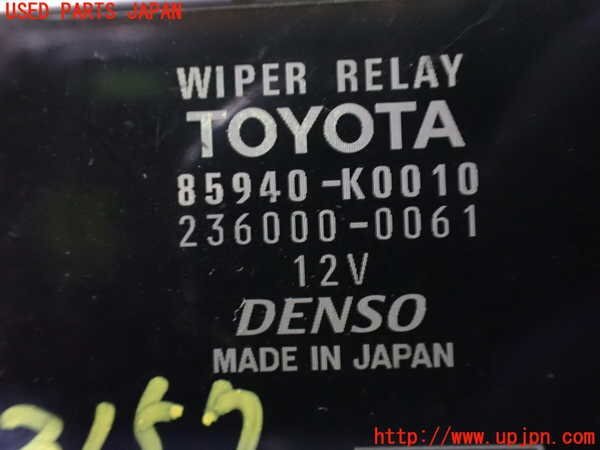 USED PARTS JAPAN
WIPER RELAY
TOYOTA
85940-K0010
236000-0061
12V
DENSO
MADE IN JAPAN
http://www.upjpn.com